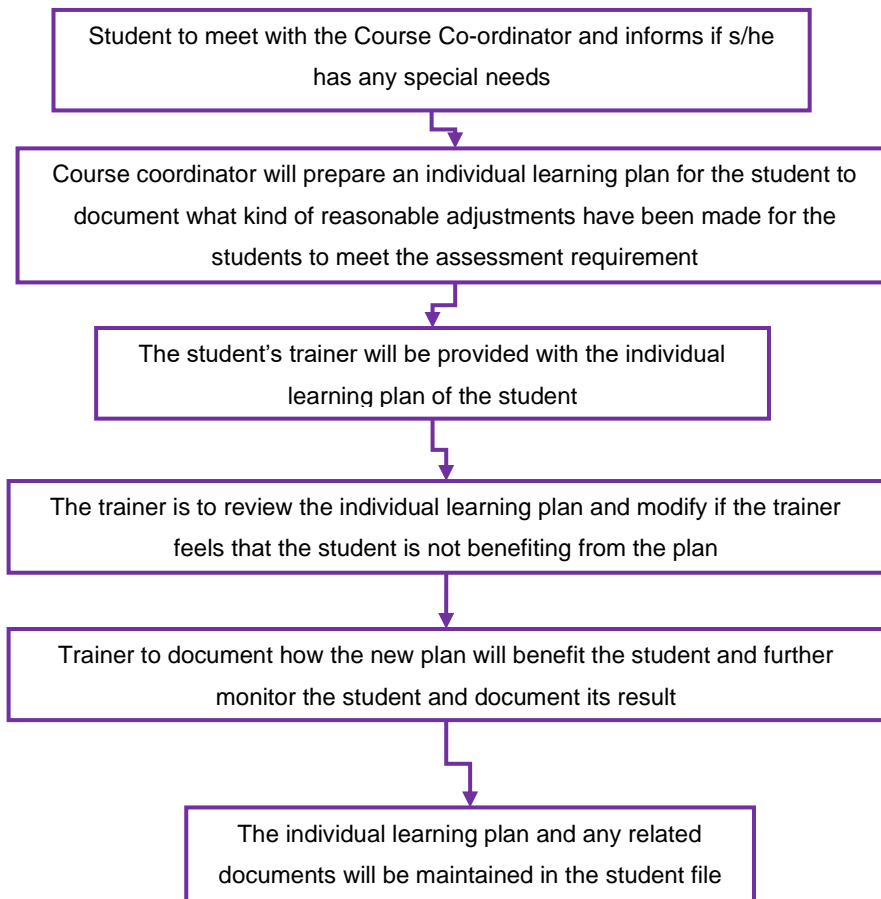 Student to meet with the Course Co-ordinator and informs if s/he
has any special needs
Course coordinator will prepare an individual learning plan for the student to
document what kind of reasonable adjustments have been made for the
students to meet the assessment requirement
The student’s trainer will be provided with the individual
learning plan of the student
The trainer is to review the individual learning plan and modify if the trainer
feels that the student is not benefiting from the plan
Trainer to document how the new plan will benefit the student and further
monitor the student and document its result
The individual learning plan and any related
documents will be maintained in the student file